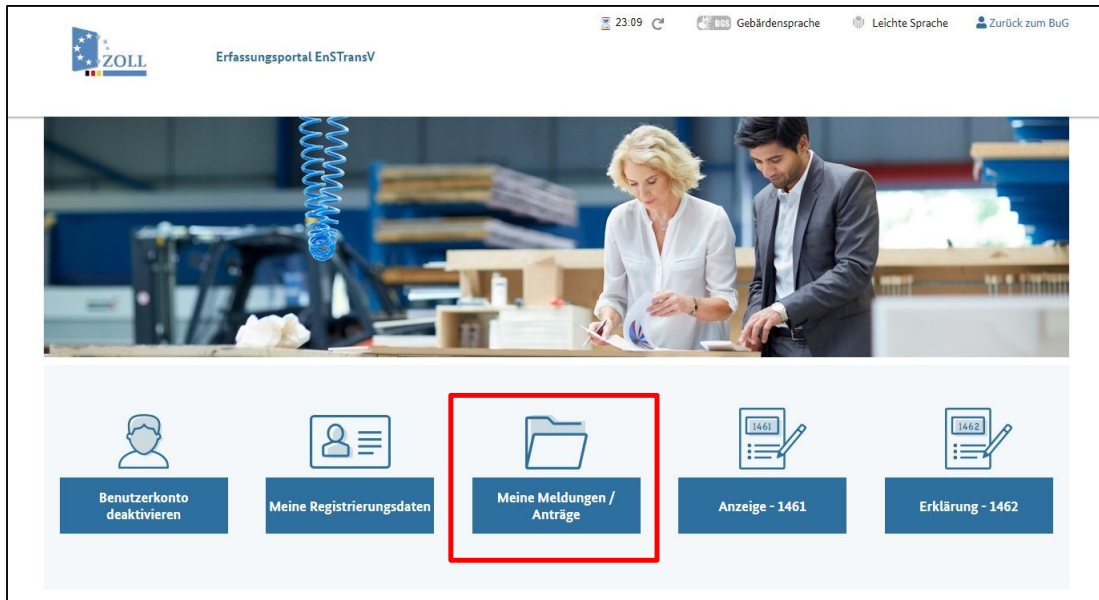 23:09 DGS Gebärdensprache Leichte Sprache Zurück zum BuG
ZOLL
Erfassungsportal EnSTransV
1461
1462
Benutzerkonto
deaktivieren
Meine Registrierungsdaten
Meine Meldungen /
Anträge
Anzeige - 1461
Erklärung - 1462